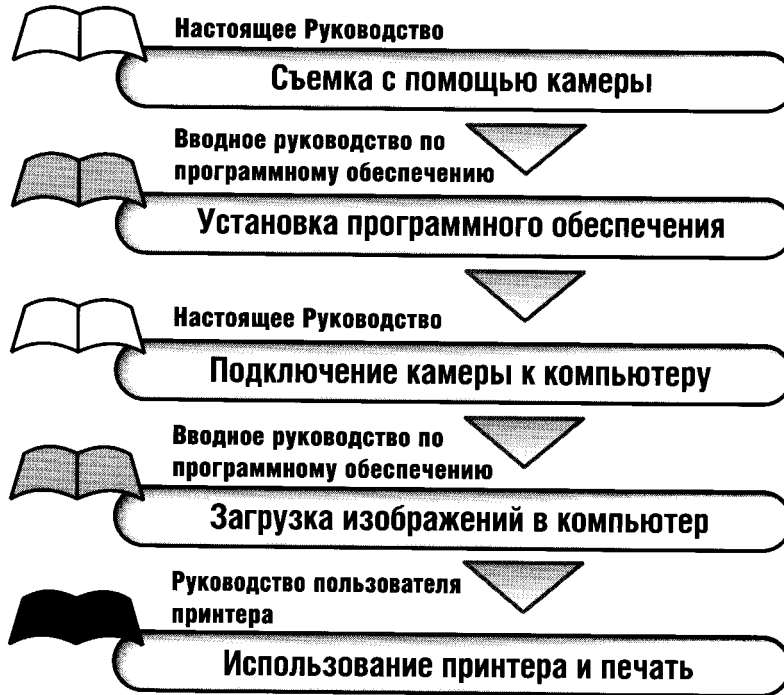 Настоящее Руководство
Съемка с помощью камеры
Вводное руководство по
программному обеспечению
Установка программного обеспечения
Настоящее Руководство
Подключение камеры к компьютеру
Вводное руководство по
программному обеспечению
Загрузка изображений в компьютер
Руководство пользователя
принтера
Использование принтера и печать